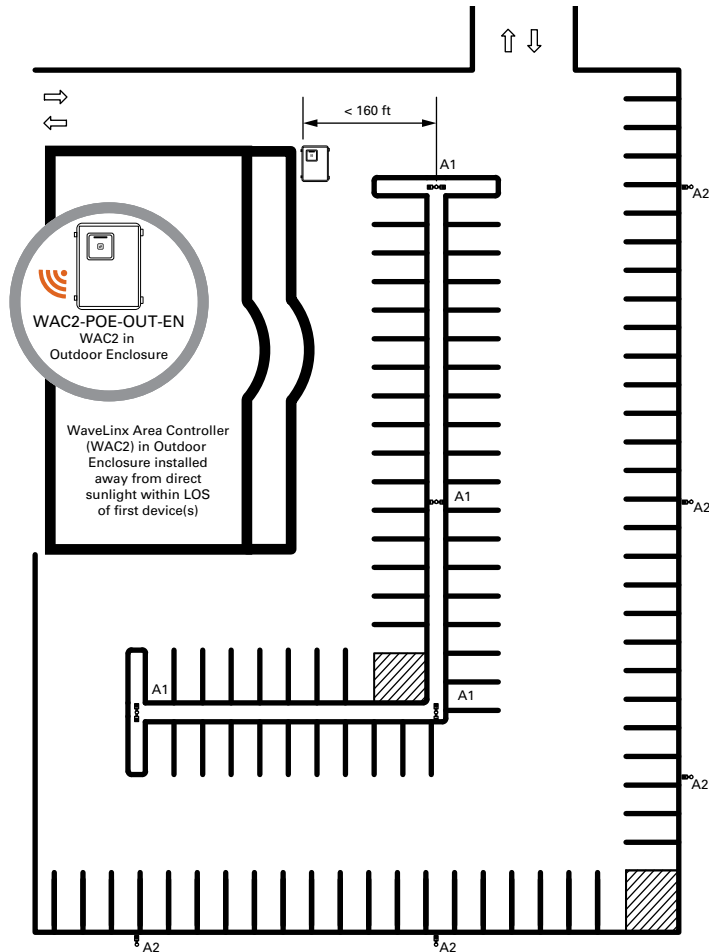 < 160 ft
A1
A2
WAC2-POE-OUT-EN
WAC2 in
Outdoor Enclosure
WaveLinx Area Controller
(WAC2) in Outdoor
Enclosure installed
away from direct
sunlight within LOS
of first device(s)
A1
A2
A1
A1
A2
A2
A2